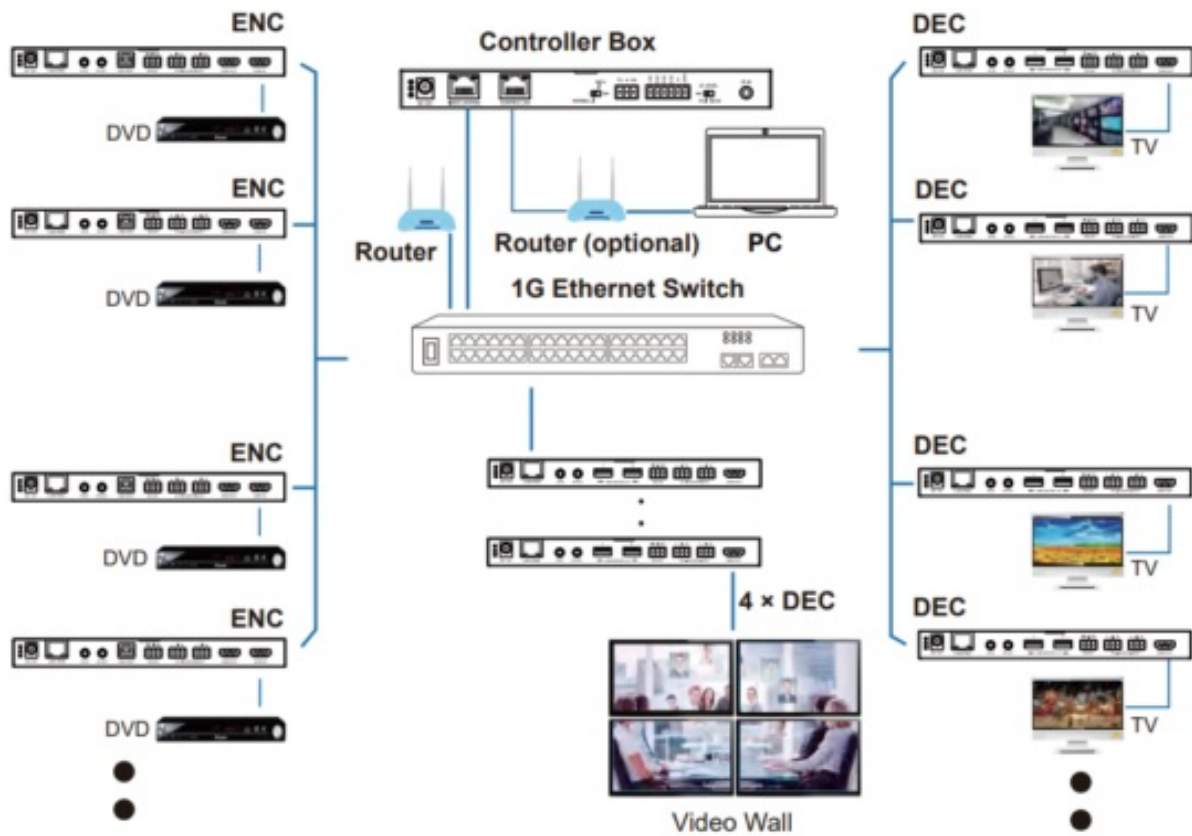 ENC
DVD
ENC
DVD
ENC
DVD
ENC
DVD
Controller Box
Router
Router (optional)
PC
1G Ethernet Switch
4 × DEC
Video Wall
DEC
TV
DEC
TV
DEC
TV
DEC
TV